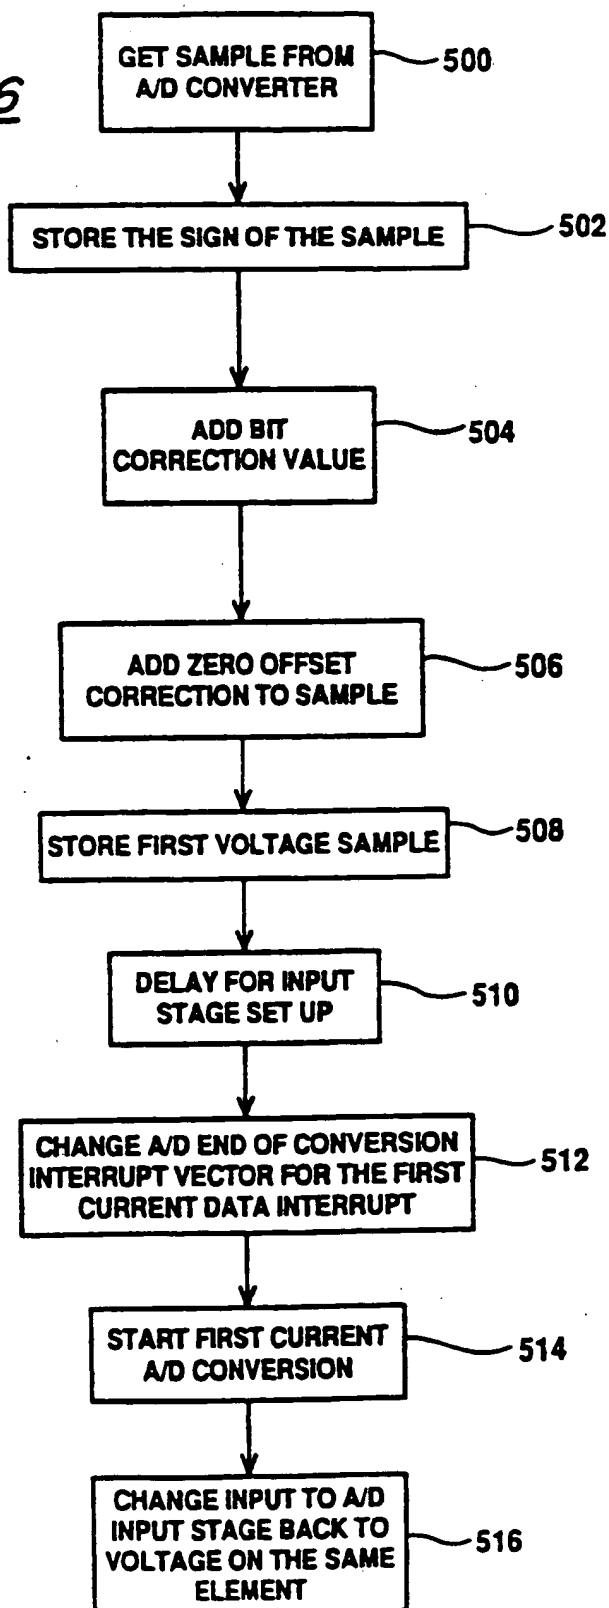 GET SAMPLE FROM
A/D CONVERTER
500
STORE THE SIGN OF THE SAMPLE
502
ADD BIT
CORRECTION VALUE
504
ADD ZERO OFFSET
CORRECTION TO SAMPLE
506
STORE FIRST VOLTAGE SAMPLE
508
DELAY FOR INPUT
STAGE SET UP
510
CHANGE A/D END OF CONVERSION
INTERRUPT VECTOR FOR THE FIRST
CURRENT DATA INTERRUPT
512
START FIRST CURRENT
A/D CONVERSION
514
CHANGE INPUT TO A/D
INPUT STAGE BACK TO
VOLTAGE ON THE SAME
ELEMENT
516